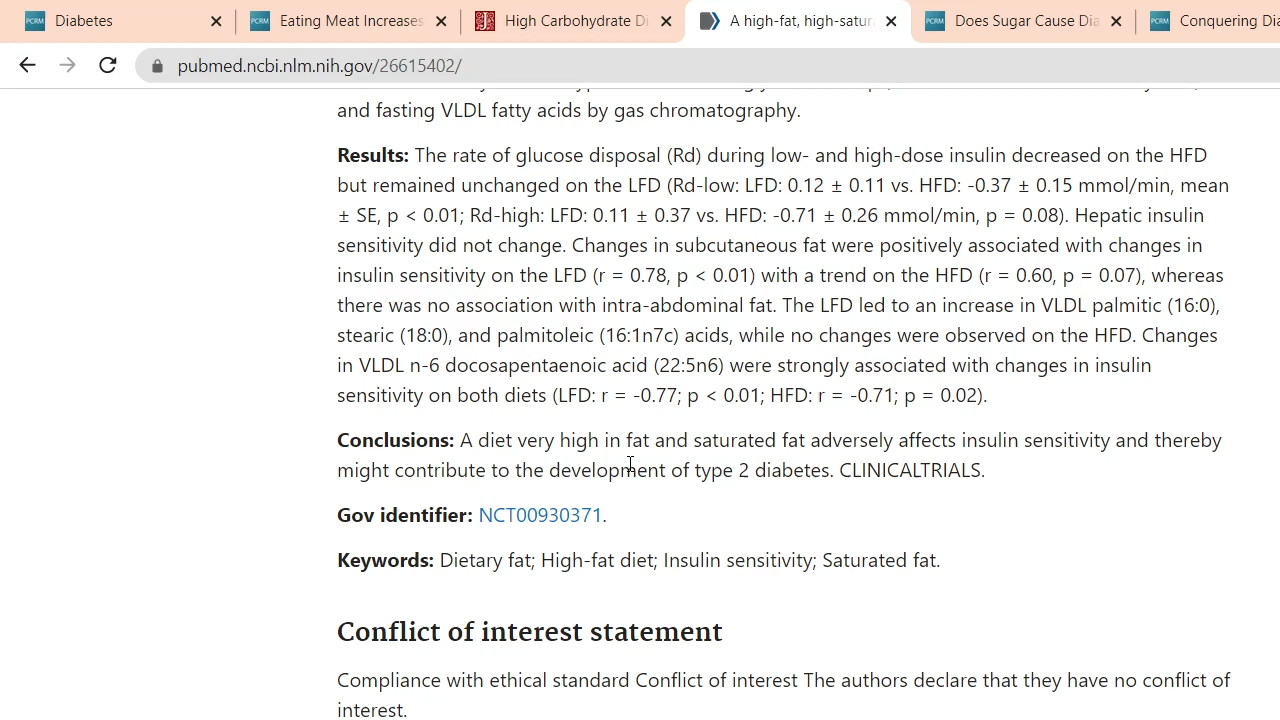 PCRM Diabetes
PCRM Eating Meat Increases
High Carbohydrate Di
A high-fat, high-satur
PCRM Does Sugar Cause Dia
PCRM Conquering Dia
pubmed.ncbi.nlm.nih.gov/26615402/
and fasting VLDL fatty acids by gas chromatography.
Results: The rate of glucose disposal (Rd) during low- and high-dose insulin decreased on the HFD
but remained unchanged on the LFD (Rd-low: LFD: 0.12 ± 0.11 vs. HFD: -0.37 ± 0.15 mmol/min, mean
± SE, p < 0.01; Rd-high: LFD: 0.11 ± 0.37 vs. HFD: -0.71 ± 0.26 mmol/min, p = 0.08). Hepatic insulin
sensitivity did not change. Changes in subcutaneous fat were positively associated with changes in
insulin sensitivity on the LFD (r = 0.78, p < 0.01) with a trend on the HFD (r = 0.60, p = 0.07), whereas
there was no association with intra-abdominal fat. The LFD led to an increase in VLDL palmitic (16:0),
stearic (18:0), and palmitoleic (16:1n7c) acids, while no changes were observed on the HFD. Changes
in VLDL n-6 docosapentaenoic acid (22:5n6) were strongly associated with changes in insulin
sensitivity on both diets (LFD: r = -0.77; p < 0.01; HFD: r = -0.71; p = 0.02).
Conclusions: A diet very high in fat and saturated fat adversely affects insulin sensitivity and thereby
might contribute to the development of type 2 diabetes. CLINICALTRIALS.
Gov identifier: NCT00930371.
Keywords: Dietary fat; High-fat diet; Insulin sensitivity; Saturated fat.
Conflict of interest statement
Compliance with ethical standard Conflict of interest The authors declare that they have no conflict of
interest.